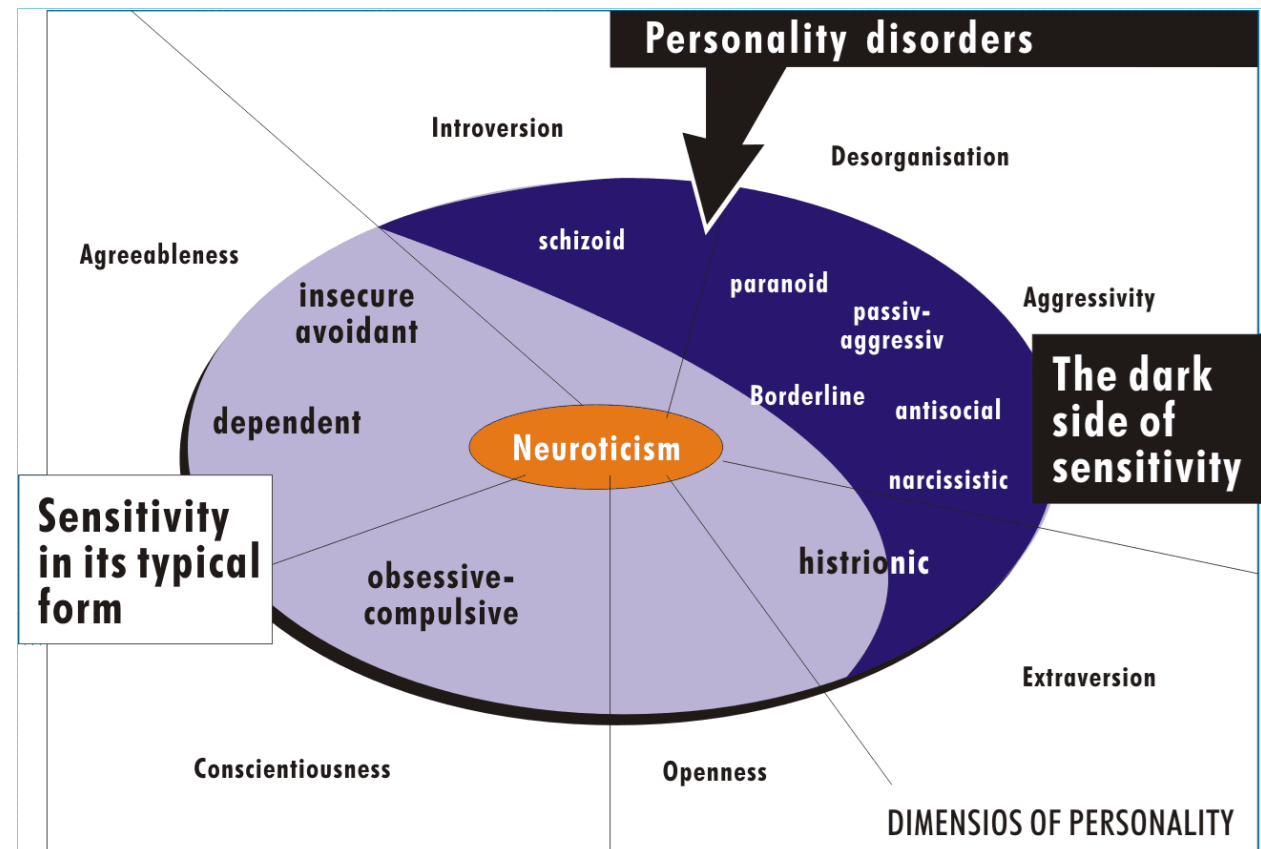 Personality disorders
Introversion
Desorganisation
Agreeableness
schizoid
paranoid
insecure
avoidant
passiv-
aggressiv
Aggressivity
The dark
side of
sensitivity
Borderline
antisocial
dependent
Neuroticism
narcissistic
Sensitivity
in its typical
form
histrionic
obsessive-
compulsive
Extraversion
Conscientiousness
Openness
DIMENSIOS OF PERSONALITY